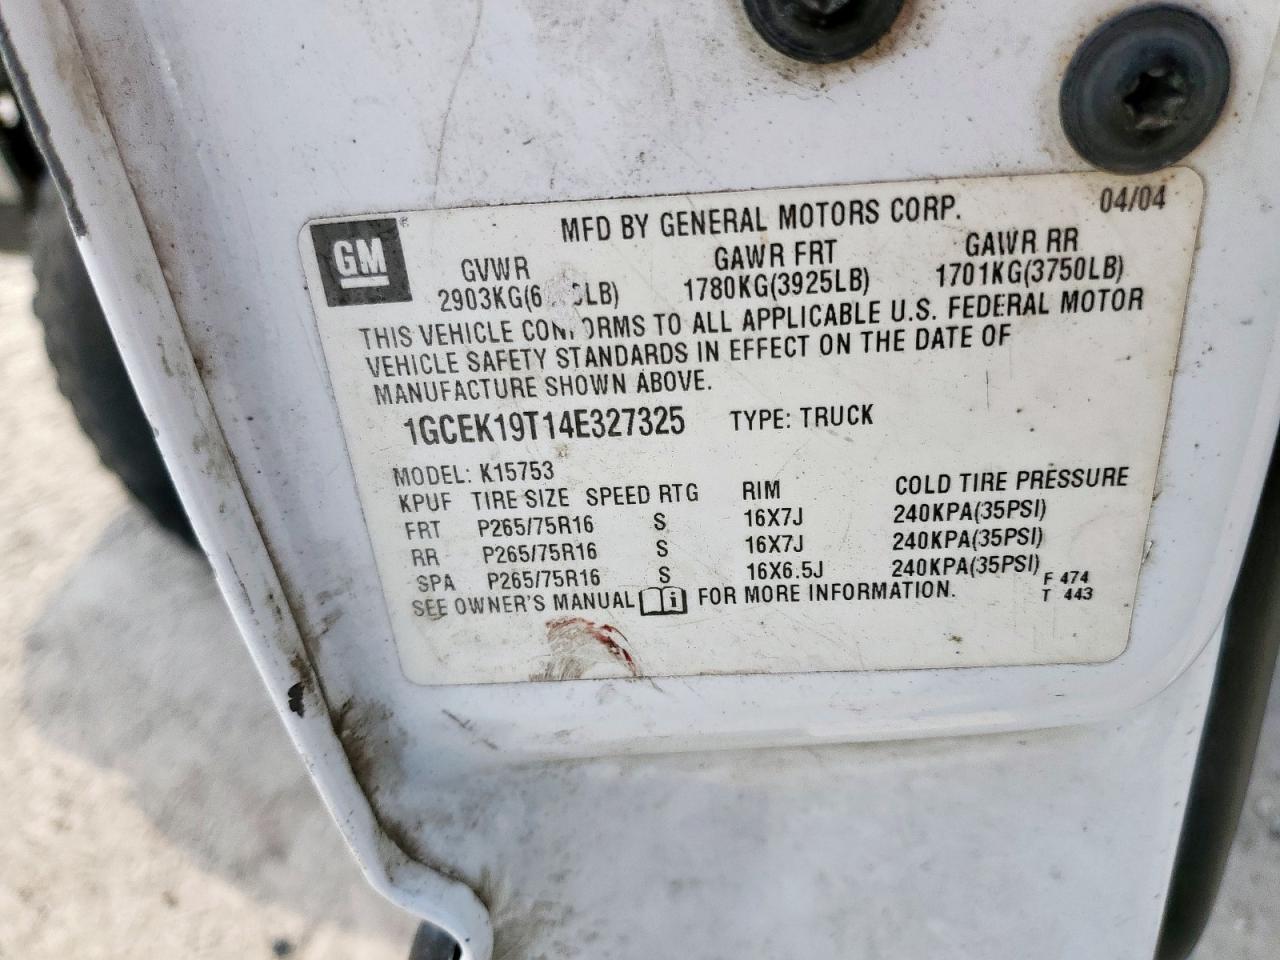 MFD BY GENERAL MOTORS CORP. 04/04
GM
GVWR GAWR FRT GAWR RR
1780KG(3925LB) 1701KG(3750LB)
THIS VEHICLE CONFORMS TO ALL APPLICABLE U.S. FEDERAL MOTOR
VEHICLE SAFETY STANDARDS IN EFFECT ON THE DATE OF
MANUFACTURE SHOWN ABOVE.
1GCEK19T14E327325 TYPE: TRUCK
MODEL: K15753
KPUF TIRE SIZE SPEED RTG RIM COLD TIRE PRESSURE
FRT P265/75R16 S 16X7J 240KPA(35PSI)
RR P265/75R16 S 16X7J 240KPA(35PSI)
SPA P265/75R16 S 16X6.5J 240KPA(35PSI)
SEE OWNER'S MANUAL i FOR MORE INFORMATION.
F 474
T 443